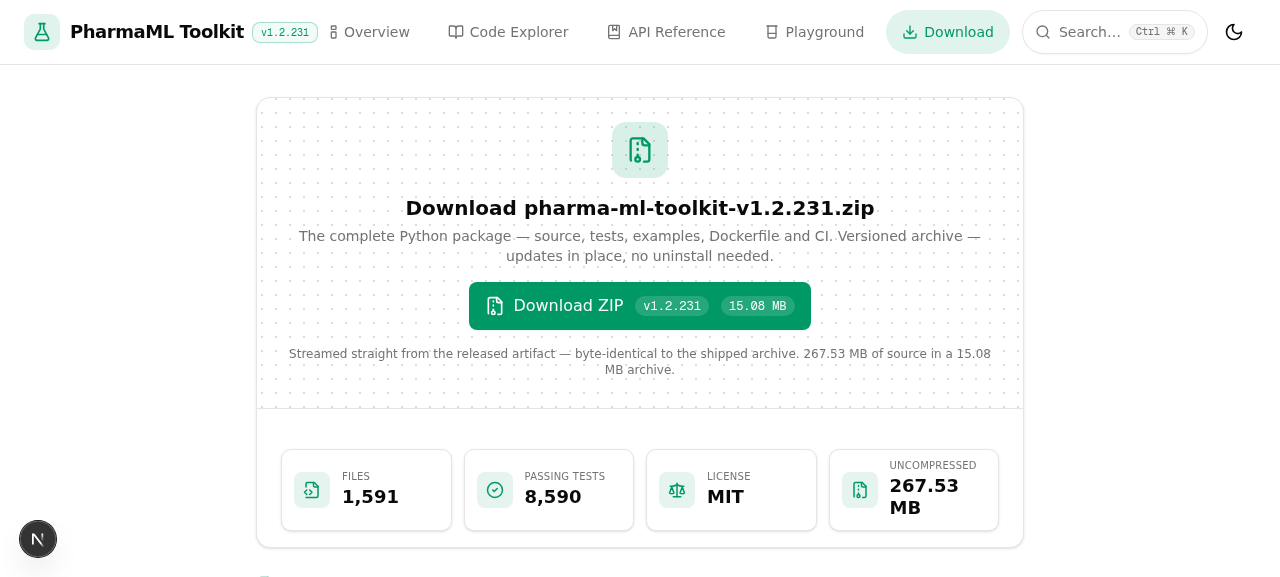 PharmaML Toolkit v1.2.231 Overview Code Explorer API Reference Playground Download Search... Ctrl ⌘ K
Download pharma-ml-toolkit-v1.2.231.zip
The complete Python package — source, tests, examples, Dockerfile and CI. Versioned archive —
updates in place, no uninstall needed.
Download ZIP v1.2.231 15.08 MB
Streamed straight from the released artifact — byte-identical to the shipped archive. 267.53 MB of source in a 15.08
MB archive.
FILES
1,591
PASSING TESTS
8,590
LICENSE
MIT
UNCOMPRESSED
267.53
MB
N